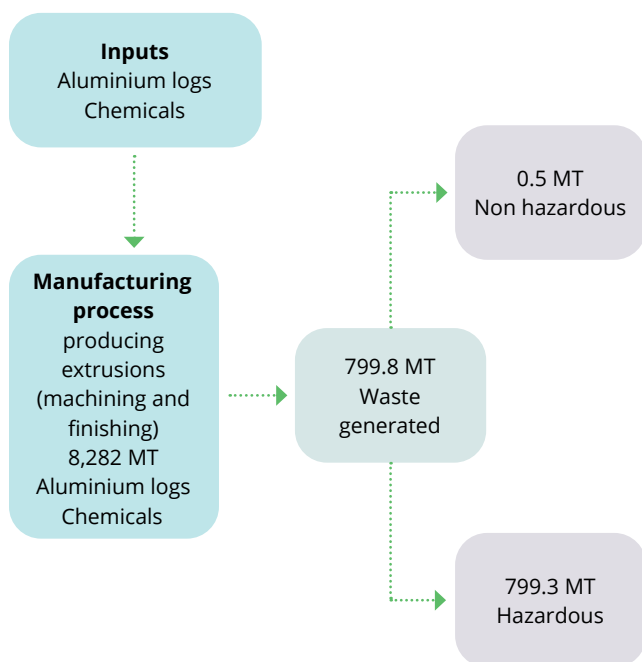 Inputs
Aluminium logs
Chemicals
Manufacturing
process
producing
extrusions
(machining and
finishing)
8,282 MT
Aluminium logs
Chemicals
799.8 MT
Waste
generated
0.5 MT
Non hazardous
799.3 MT
Hazardous